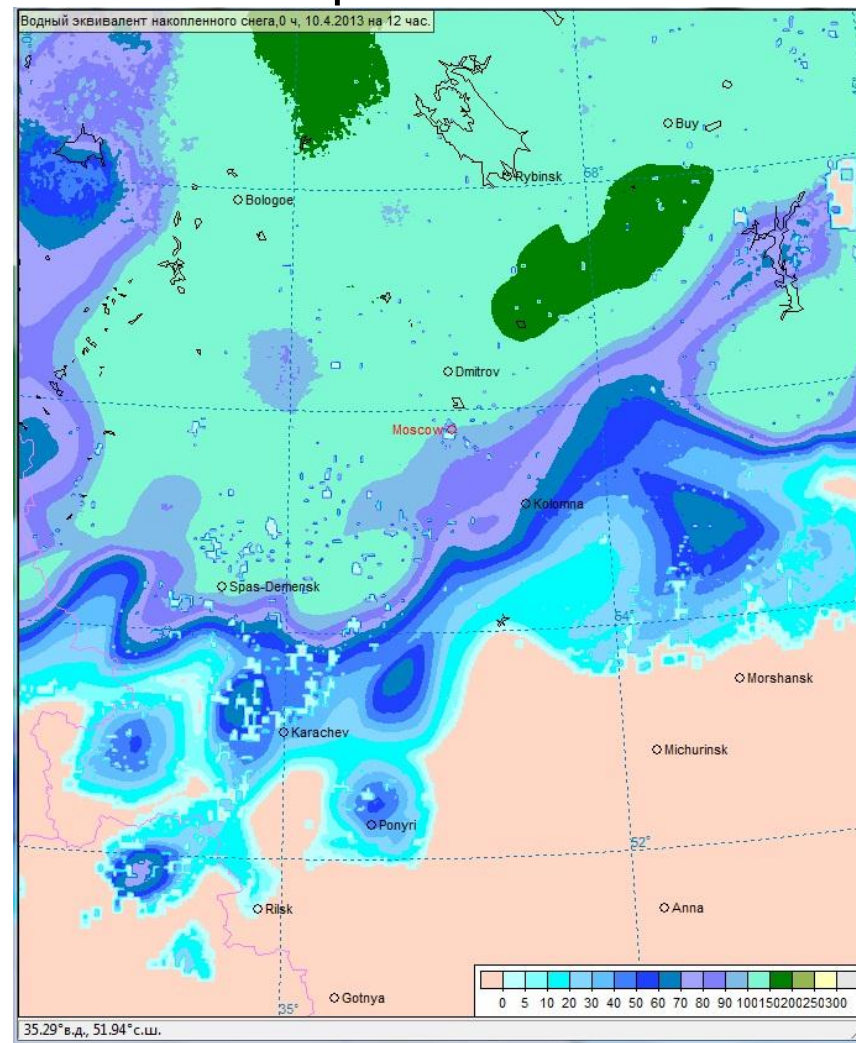 Водный эквивалент накопленного снега,0 ч, 10.4.2013 на 12 час.
Buy
Rybinsk
58°
Bologoe
Dmitrov
Moscow
Kolomna
Spas-Demensk
54°
Morshansk
Karachev
Michurinsk
Ponyri
52°
Rilsk
Anna
Gotnya
35°
0 5 10 20 30 40 50 60 70 80 90 100150200250300
35.29°в.д., 51.94°с.ш.